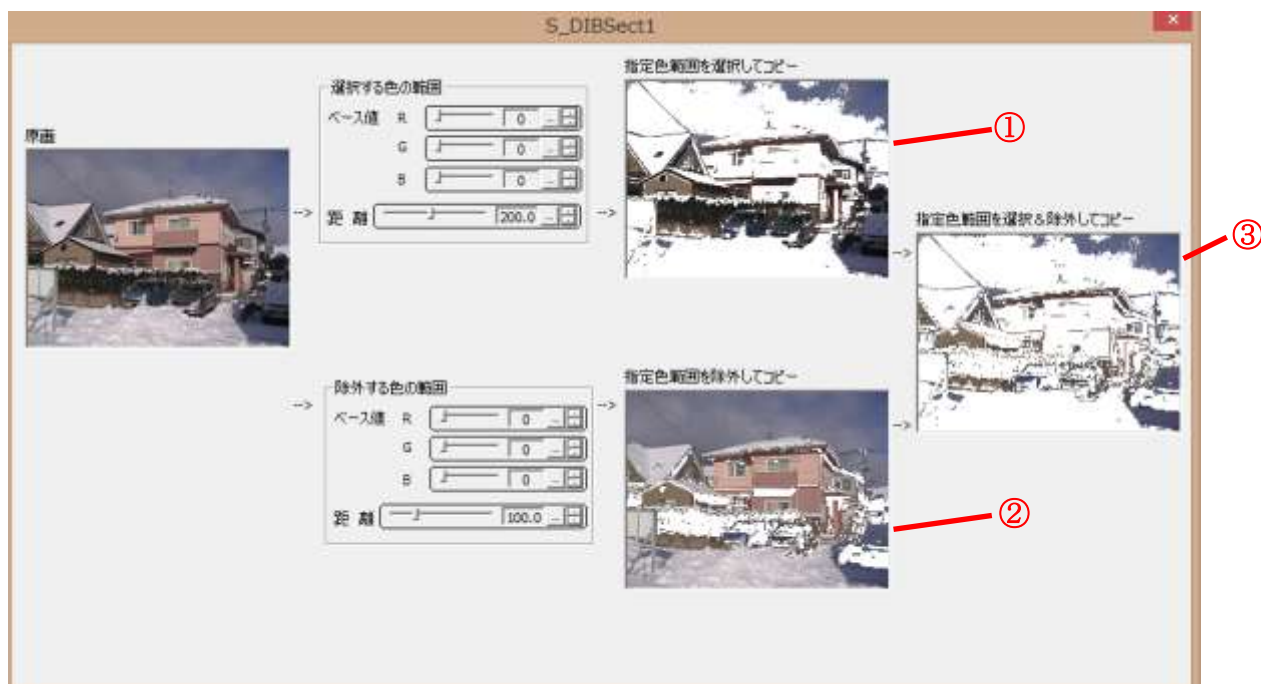 S_DIBSect1
原画
-->
選択する色の範囲
ベース値 R 0 ...
G 0 ...
B 0 ...
距 離 200.0 ...
-->
指定色範囲を選択してコピー
①
-->
除外する色の範囲
ベース値 R 0 ...
G 0 ...
B 0 ...
距 離 100.0 ...
-->
指定色範囲を除外してコピー
②
-->
-->
指定色範囲を選択&除外してコピー
③